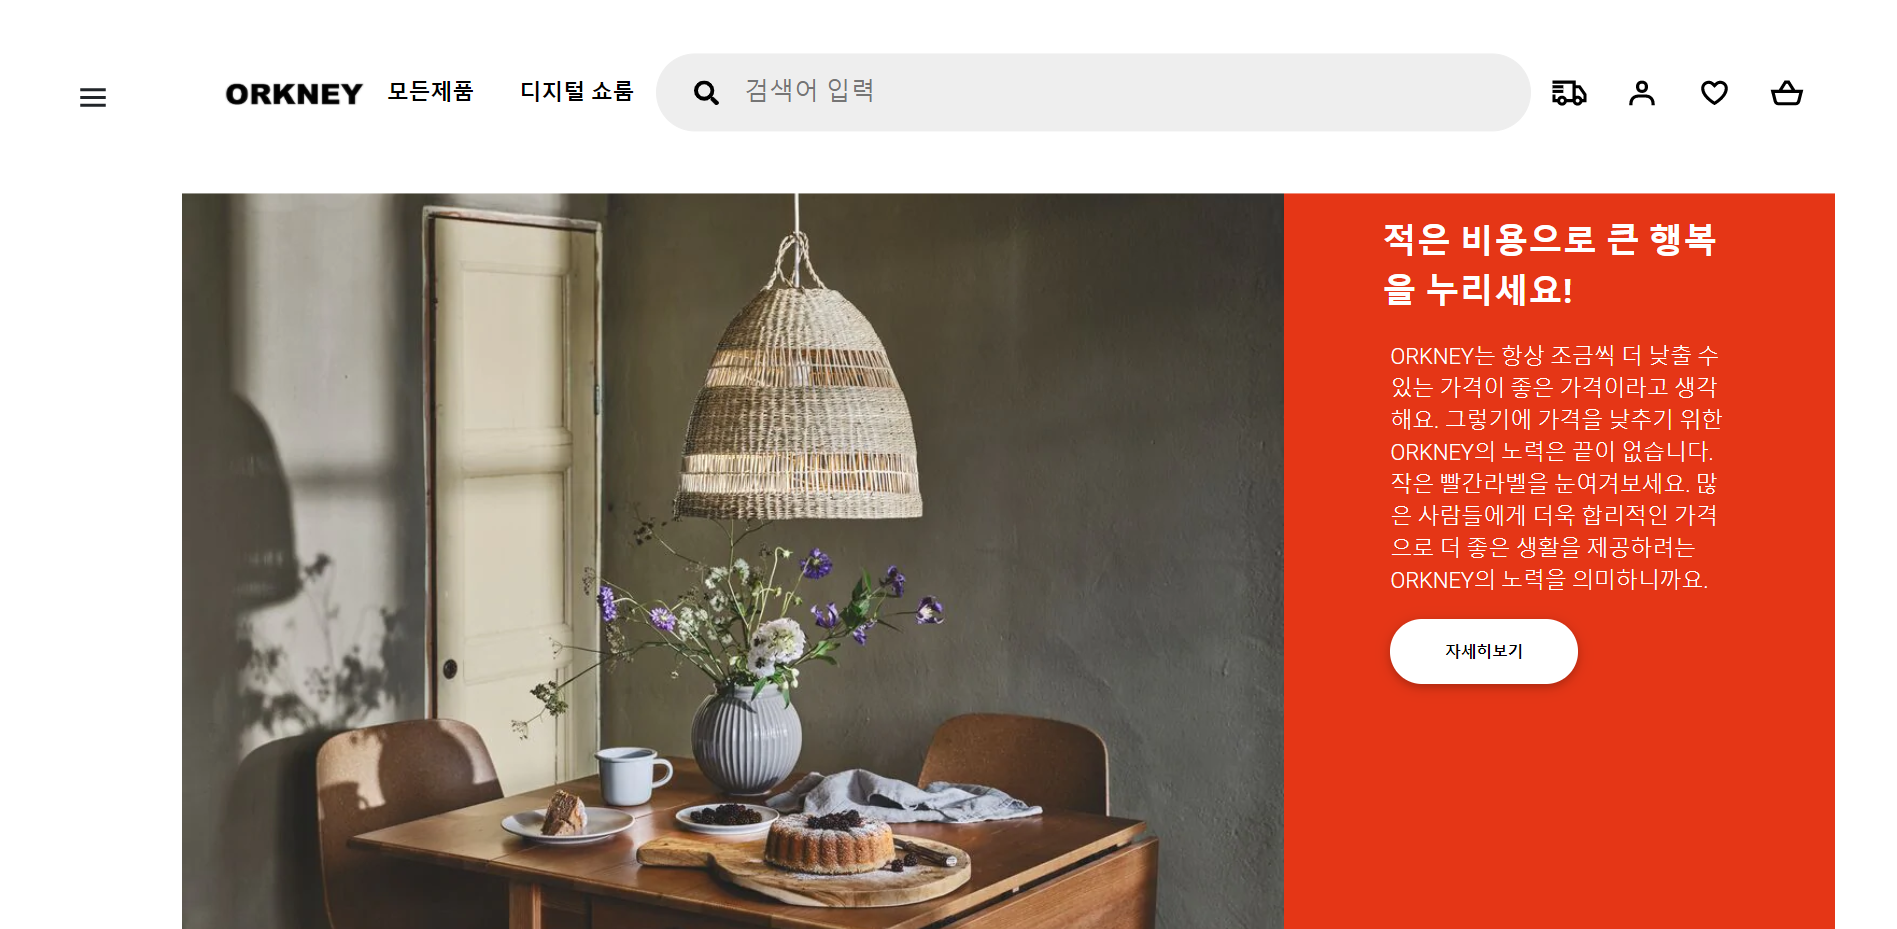 ORKNEY 모든제품 디지털 쇼룸 검색어 입력
적은 비용으로 큰 행복
을 누리세요!
ORKNEY는 항상 조금씩 더 낮출 수
있는 가격이 좋은 가격이라고 생각
해요. 그렇기에 가격을 낮추기 위한
ORKNEY의 노력은 끝이 없습니다.
작은 빨간라벨을 눈여겨보세요. 많
은 사람들에게 더욱 합리적인 가격
으로 더 좋은 생활을 제공하려는
ORKNEY의 노력을 의미하니까요.
자세히보기